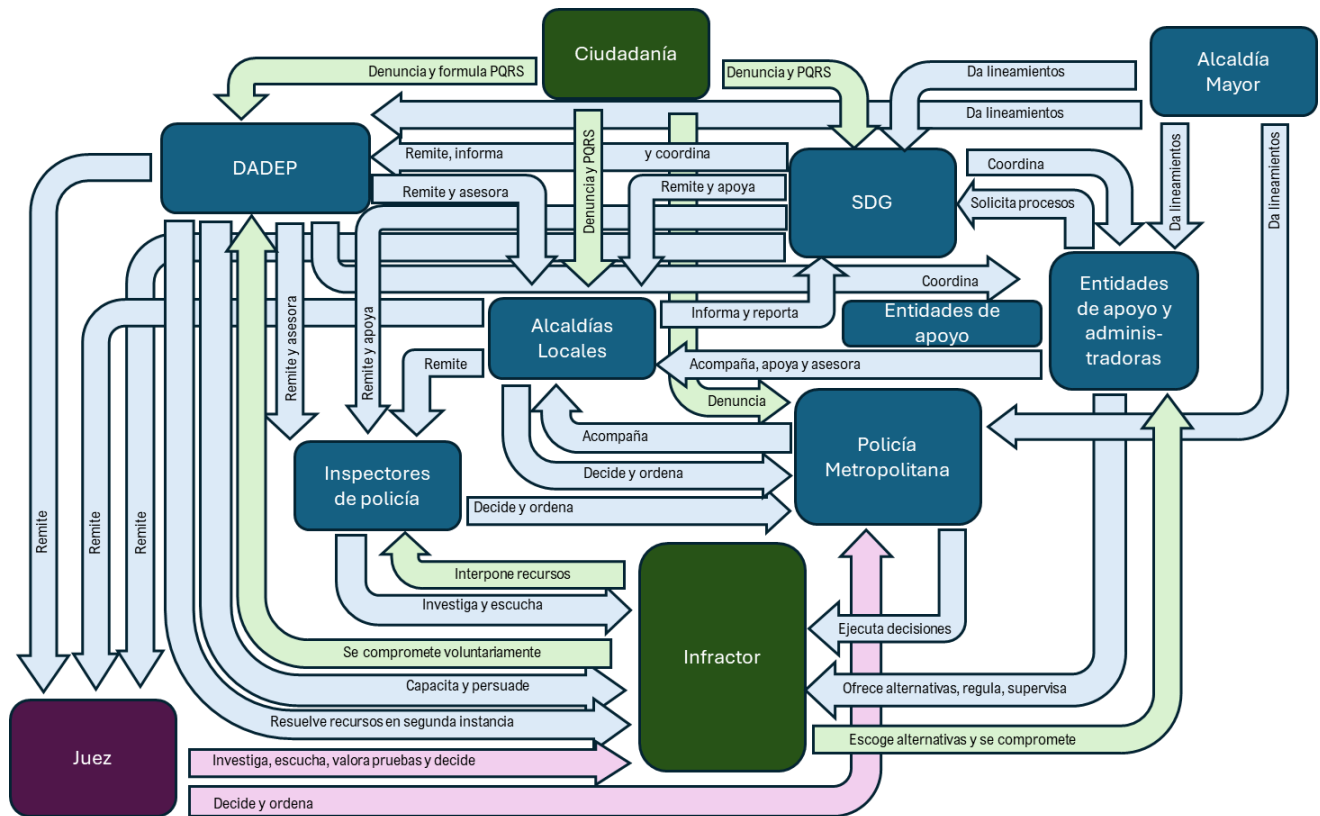 Ciudadanía
Alcaldía
Mayor
Denuncia y formula PQRS
Denuncia y PQRS
Da lineamientos
Da lineamientos
DADEP
Remite, informa y coordina
Denuncia y PQRS
SDG
Coordina
Da lineamientos
Da lineamientos
Remite y asesora
Remite y apoya
Solicita procesos
Coordina
Entidades
de apoyo y
adminis-
tradoras
Remite y asesora
Remite y apoya
Alcaldías
Locales
Informa y reporta
Entidades de
apoyo
Remite
Acompaña, apoya y asesora
Denuncia
Acompaña
Policía
Metropolitana
Inspectores
de policía
Decide y ordena
Decide y ordena
Remite
Remite
Remite
Interpone recursos
Investiga y escucha
Ejecuta decisiones
Se compromete voluntariamente
Infractor
Capacita y persuade
Ofrece alternativas, regula, supervisa
Resuelve recursos en segunda instancia
Escoge alternativas y se compromete
Juez
Investiga, escucha, valora pruebas y decide
Decide y ordena